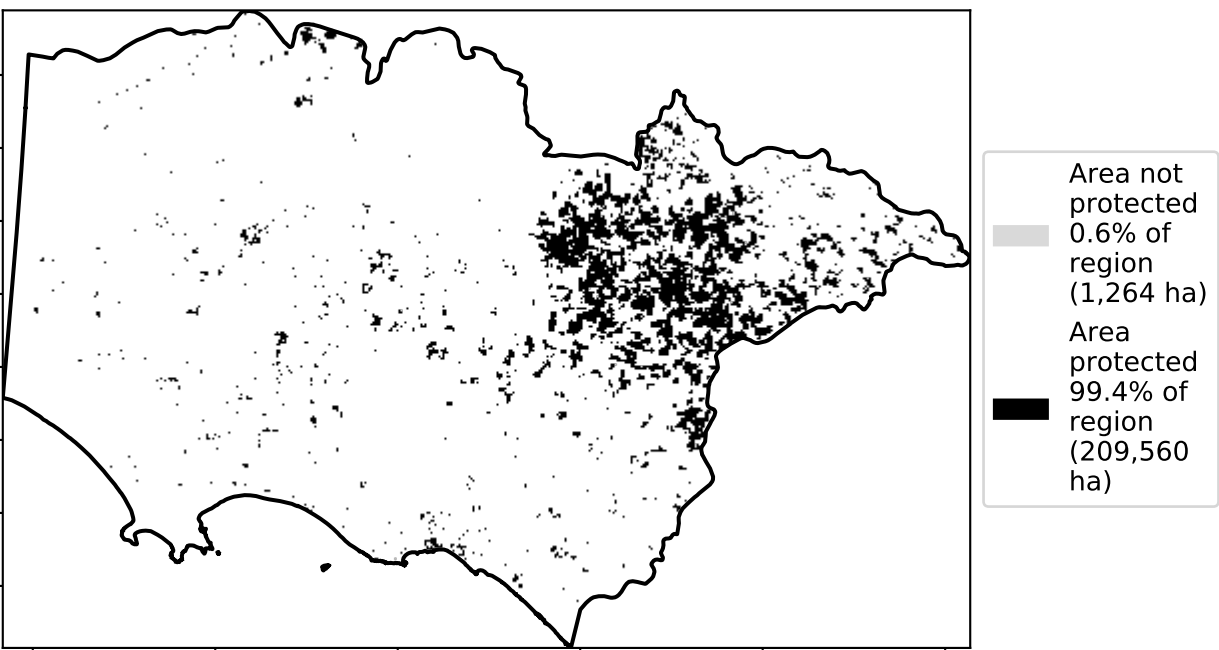 Area not
protected
0.6% of
region
(1,264 ha)
Area
protected
99.4% of
region
(209,560
ha)